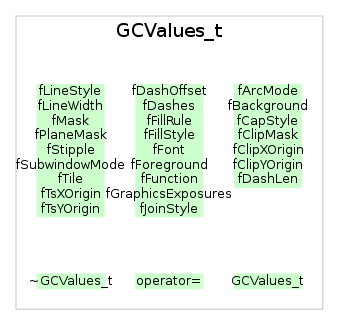 GCValues_t
fLineStyle fDashOffset fArcMode
fLineWidth fDashes fBackground
fMask fFillRule fCapStyle
fPlaneMask fFillStyle fClipMask
fStipple fFont fClipXOrigin
fSubwindowMode fForeground fClipYOrigin
fTile fFunction fDashLen
fTsXOrigin fGraphicsExposures
fTsYOrigin fJoinStyle
~GCValues_t operator= GCValues_t